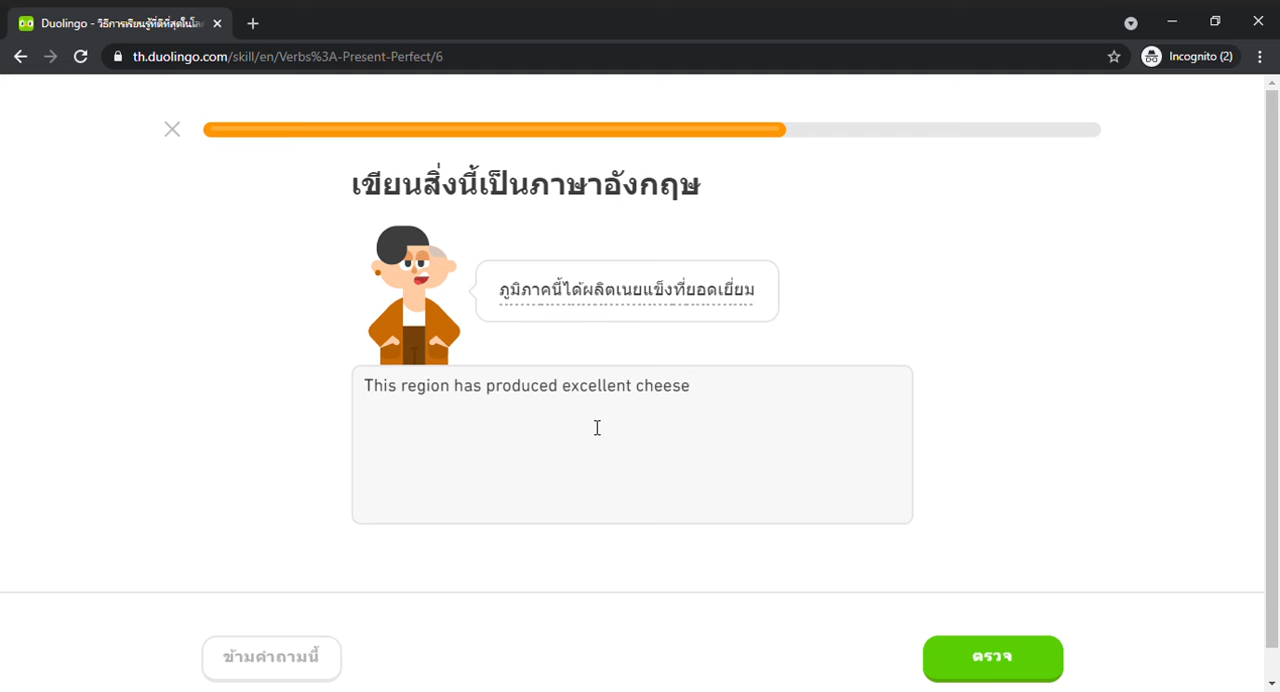 Duolingo - วิธีการเรียนรู้ที่ดีที่สุดในโล
th.duolingo.com/skill/en/Verbs%3A-Present-Perfect/6
Incognito (2)
เขียนสิ่งนี้เป็นภาษาอังกฤษ
ภูมิภาคนี้ได้ผลิตเนยแข็งที่ยอดเยี่ยม
This region has produced excellent cheese
ข้ามคำถามนี้
ตรวจ